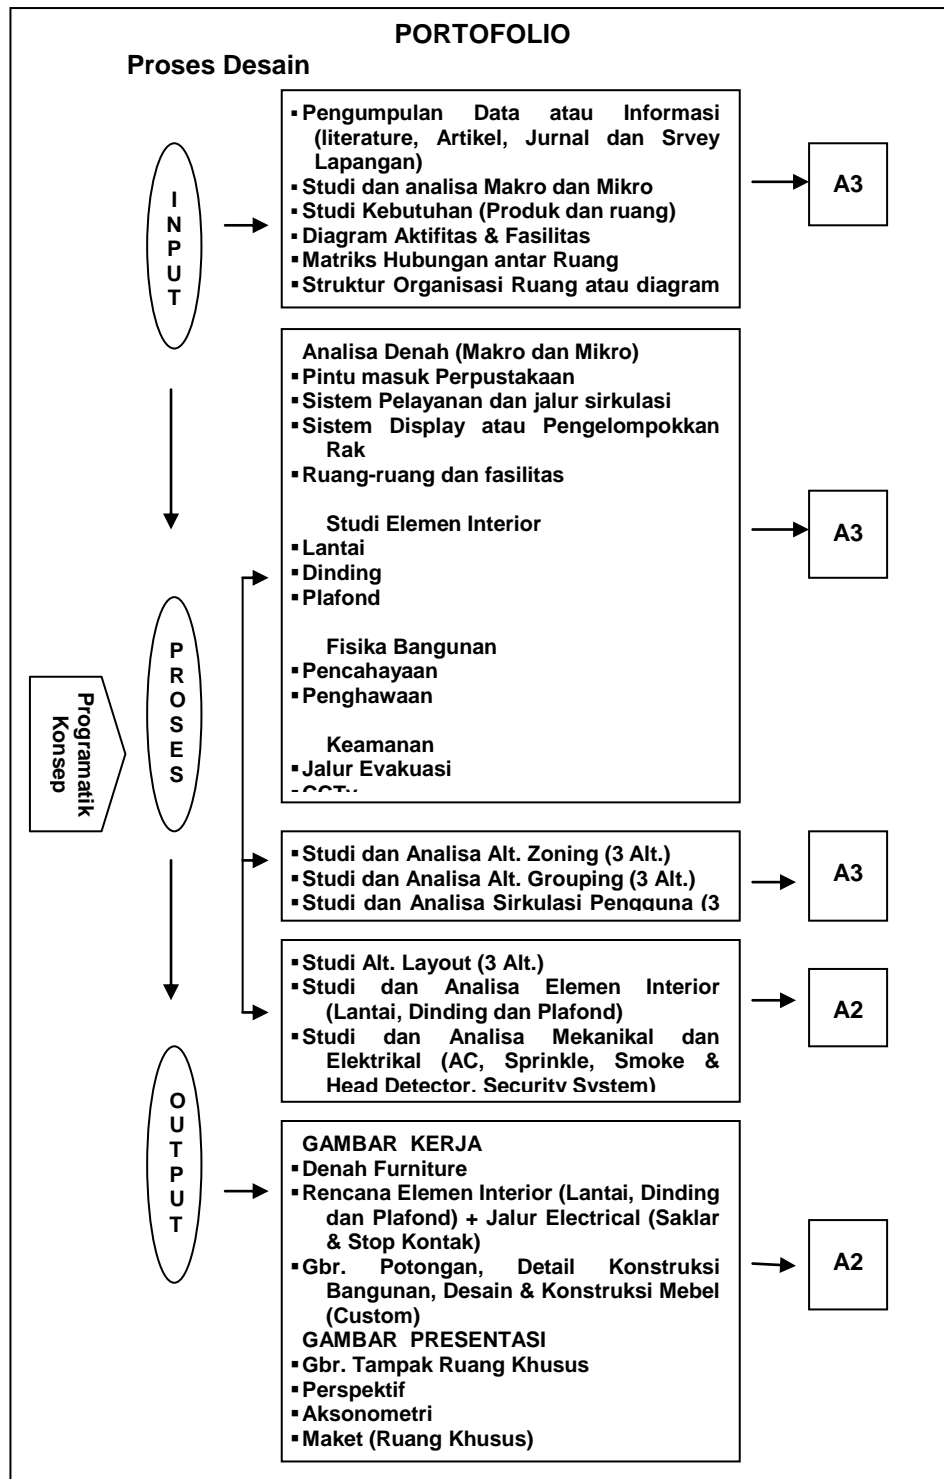 PORTOFOLIO
Proses Desain
INPUT
▪ Pengumpulan Data atau Informasi
(literature, Artikel, Jurnal dan Srvey
Lapangan)
▪ Studi dan analisa Makro dan Mikro
▪ Studi Kebutuhan (Produk dan ruang)
▪ Diagram Aktifitas & Fasilitas
▪ Matriks Hubungan antar Ruang
▪ Struktur Organisasi Ruang atau diagram
A3
PROSES
Programatik
Konsep
Analisa Denah (Makro dan Mikro)
▪ Pintu masuk Perpustakaan
▪ Sistem Pelayanan dan jalur sirkulasi
▪ Sistem Display atau Pengelompokkan
Rak
▪ Ruang-ruang dan fasilitas
Studi Elemen Interior
▪ Lantai
▪ Dinding
▪ Plafond
Fisika Bangunan
▪ Pencahayaan
▪ Penghawaan
Keamanan
▪ Jalur Evakuasi
▪ CCTv
A3
▪ Studi dan Analisa Alt. Zoning (3 Alt.)
▪ Studi dan Analisa Alt. Grouping (3 Alt.)
▪ Studi dan Analisa Sirkulasi Pengguna (3
A3
▪ Studi Alt. Layout (3 Alt.)
▪ Studi dan Analisa Elemen Interior
(Lantai, Dinding dan Plafond)
▪ Studi dan Analisa Mekanikal dan
Elektrikal (AC, Sprinkle, Smoke &
Head Detector, Security System)
A2
OUTPUT
GAMBAR KERJA
▪ Denah Furniture
▪ Rencana Elemen Interior (Lantai, Dinding
dan Plafond) + Jalur Electrical (Saklar
& Stop Kontak)
▪ Gbr. Potongan, Detail Konstruksi
Bangunan, Desain & Konstruksi Mebel
(Custom)
GAMBAR PRESENTASI
▪ Gbr. Tampak Ruang Khusus
▪ Perspektif
▪ Aksonometri
▪ Maket (Ruang Khusus)
A2